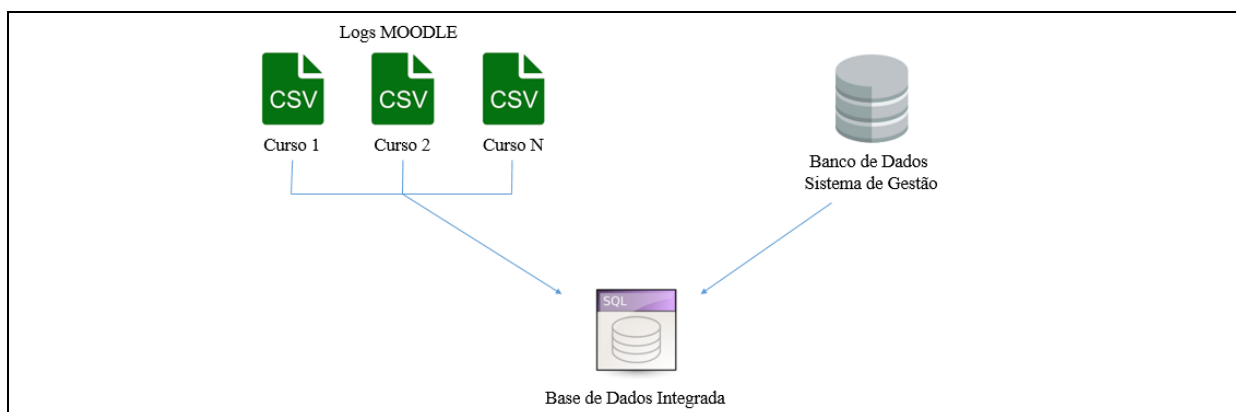 Logs MOODLE
CSV
CSV
CSV
Curso 1
Curso 2
Curso N
Banco de Dados
Sistema de Gestão
SQL
Base de Dados Integrada